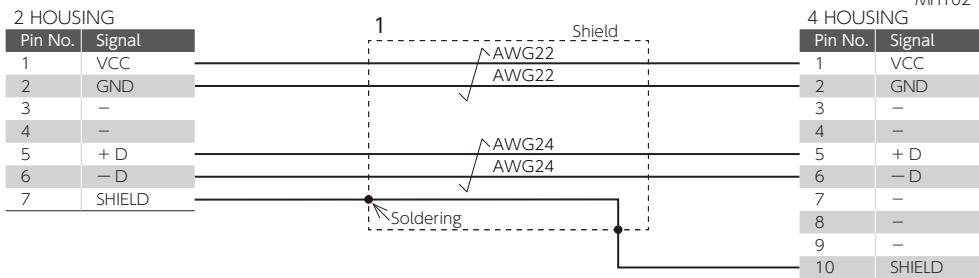 2 HOUSING
Pin No. Signal
1 VCC
2 GND
3 −
4 −
5 + D
6 − D
7 SHIELD
1
Shield
AWG22
AWG22
AWG24
AWG24
Soldering
4 HOUSING
Pin No. Signal
1 VCC
2 GND
3 −
4 −
5 + D
6 − D
7 −
8 −
9 −
10 SHIELD